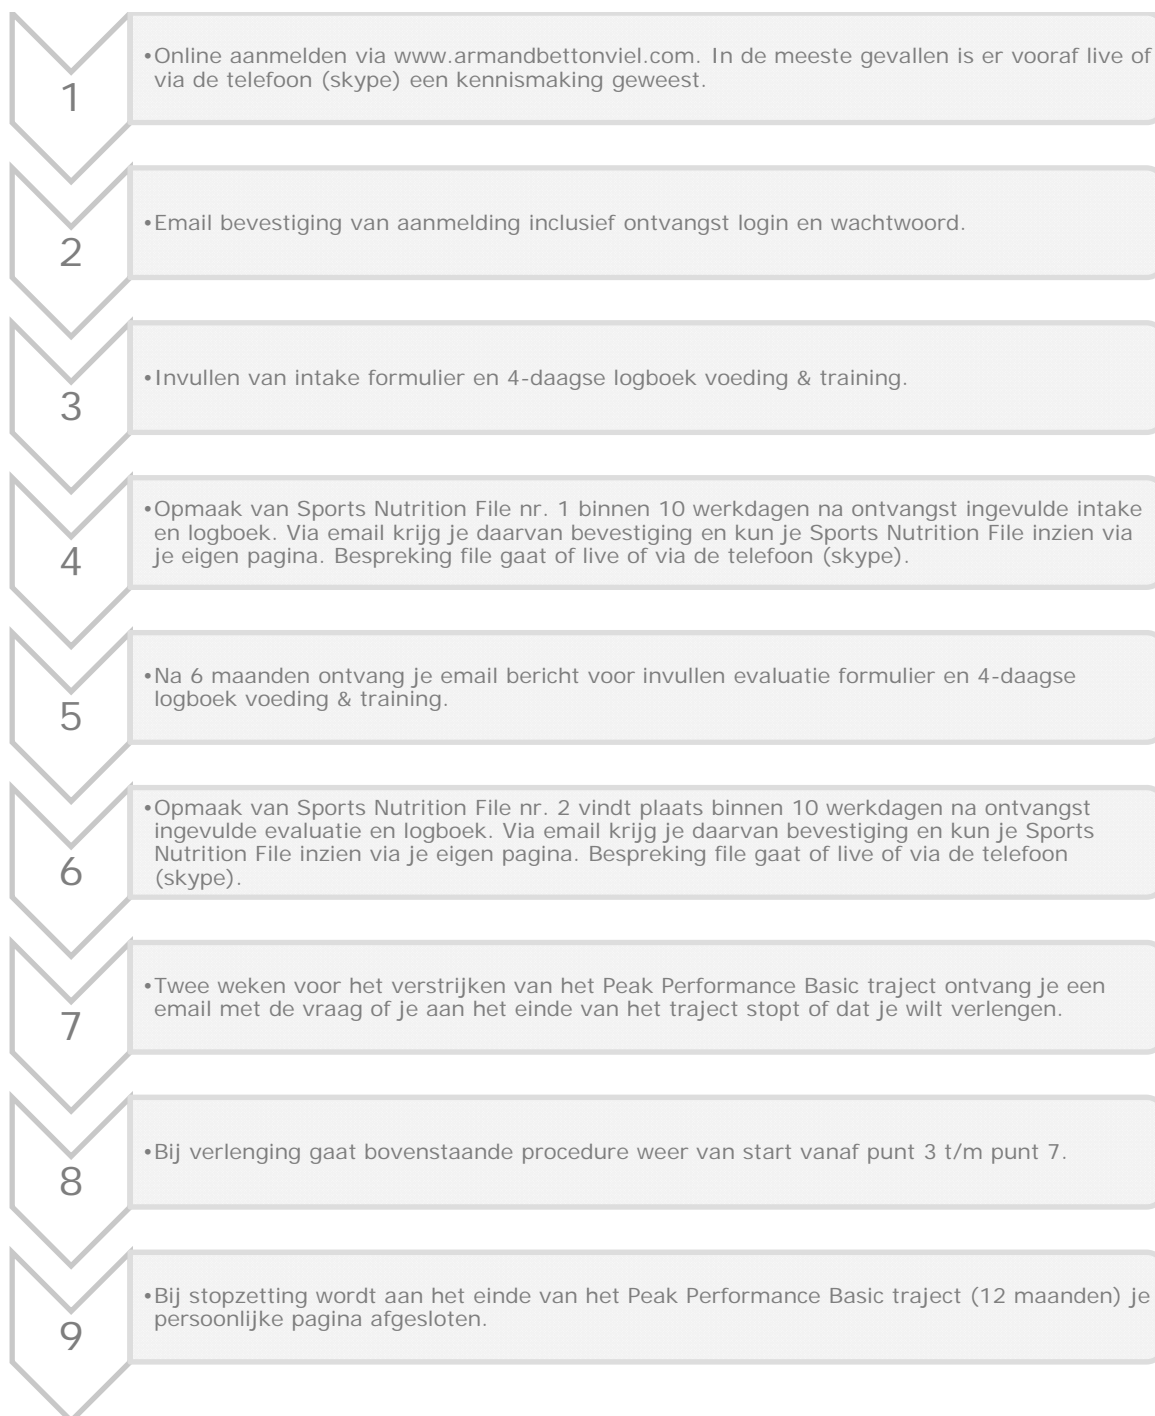 1
•Online aanmelden via www.armandbettonviel.com. In de meeste gevallen is er vooraf live of
via de telefoon (skype) een kennismaking geweest.
2
•Email bevestiging van aanmelding inclusief ontvangst login en wachtwoord.
3
•Invullen van intake formulier en 4-daagse logboek voeding & training.
4
•Opmaak van Sports Nutrition File nr. 1 binnen 10 werkdagen na ontvangst ingevulde intake
en logboek. Via email krijg je daarvan bevestiging en kun je Sports Nutrition File inzien via
je eigen pagina. Bespreking file gaat of live of via de telefoon (skype).
5
•Na 6 maanden ontvang je email bericht voor invullen evaluatie formulier en 4-daagse
logboek voeding & training.
6
•Opmaak van Sports Nutrition File nr. 2 vindt plaats binnen 10 werkdagen na ontvangst
ingevulde evaluatie en logboek. Via email krijg je daarvan bevestiging en kun je Sports
Nutrition File inzien via je eigen pagina. Bespreking file gaat of live of via de telefoon
(skype).
7
•Twee weken voor het verstrijken van het Peak Performance Basic traject ontvang je een
email met de vraag of je aan het einde van het traject stopt of dat je wilt verlengen.
8
•Bij verlenging gaat bovenstaande procedure weer van start vanaf punt 3 t/m punt 7.
9
•Bij stopzetting wordt aan het einde van het Peak Performance Basic traject (12 maanden) je
persoonlijke pagina afgesloten.